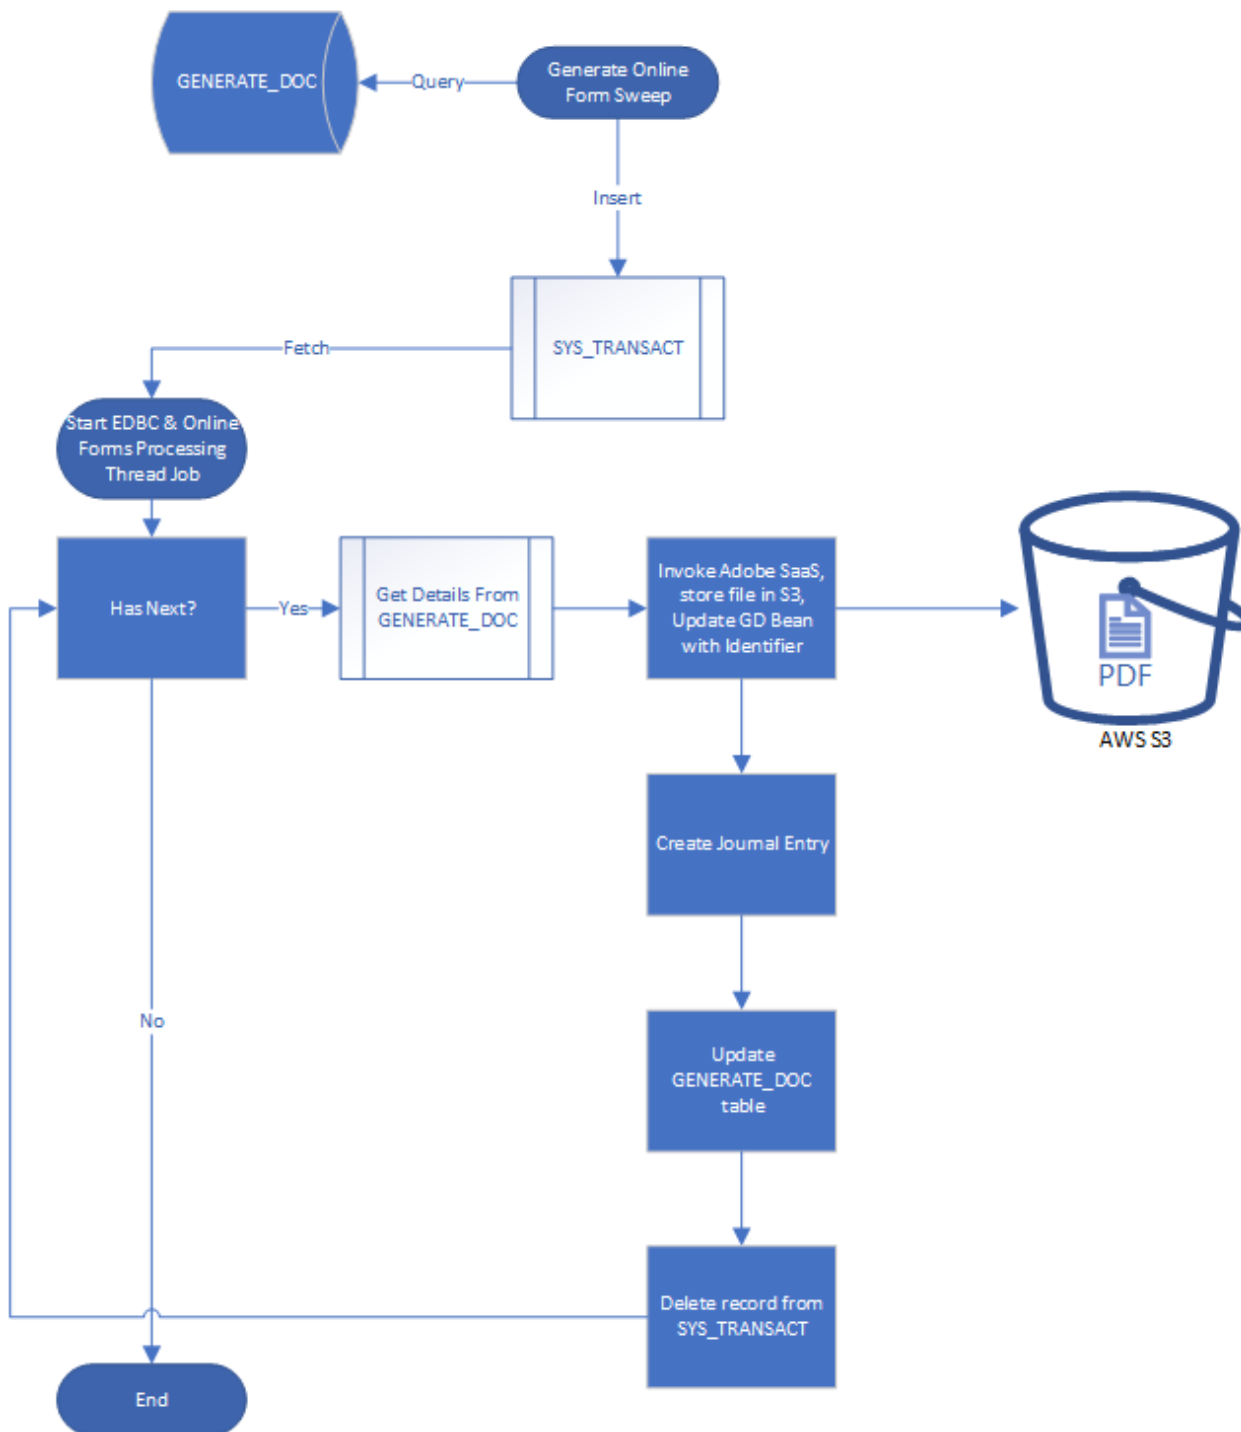 GENERATE_DOC
Query
Generate Online
Form Sweep
Insert
SYS_TRANSACT
Fetch
Start EDBC & Online
Forms Processing
Thread Job
Has Next?
Yes
Get Details From
GENERATE_DOC
Invoke Adobe SaaS,
store file in S3,
Update GD Bean
with Identifier
PDF
AWS S3
Create Journal Entry
No
Update
GENERATE_DOC
table
Delete record from
SYS_TRANSACT
End